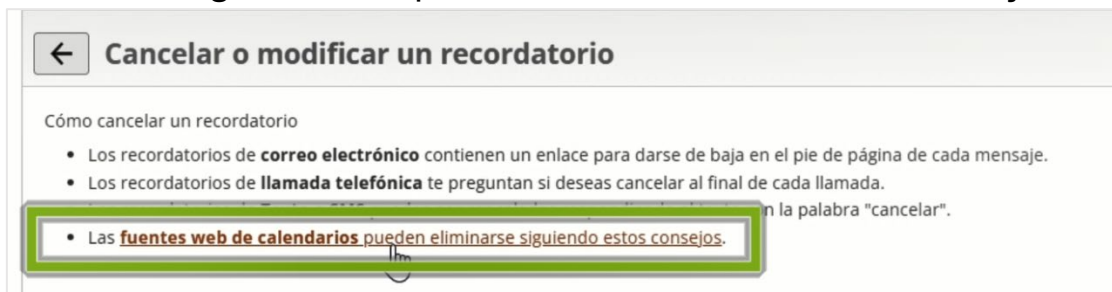 Cancelar o modificar un recordatorio
Cómo cancelar un recordatorio
• Los recordatorios de correo electrónico contienen un enlace para darse de baja en el pie de página de cada mensaje.
• Los recordatorios de llamada telefónica te preguntan si deseas cancelar al final de cada llamada.
n la palabra "cancelar".
• Las fuentes web de calendarios pueden eliminarse siguiendo estos consejos.